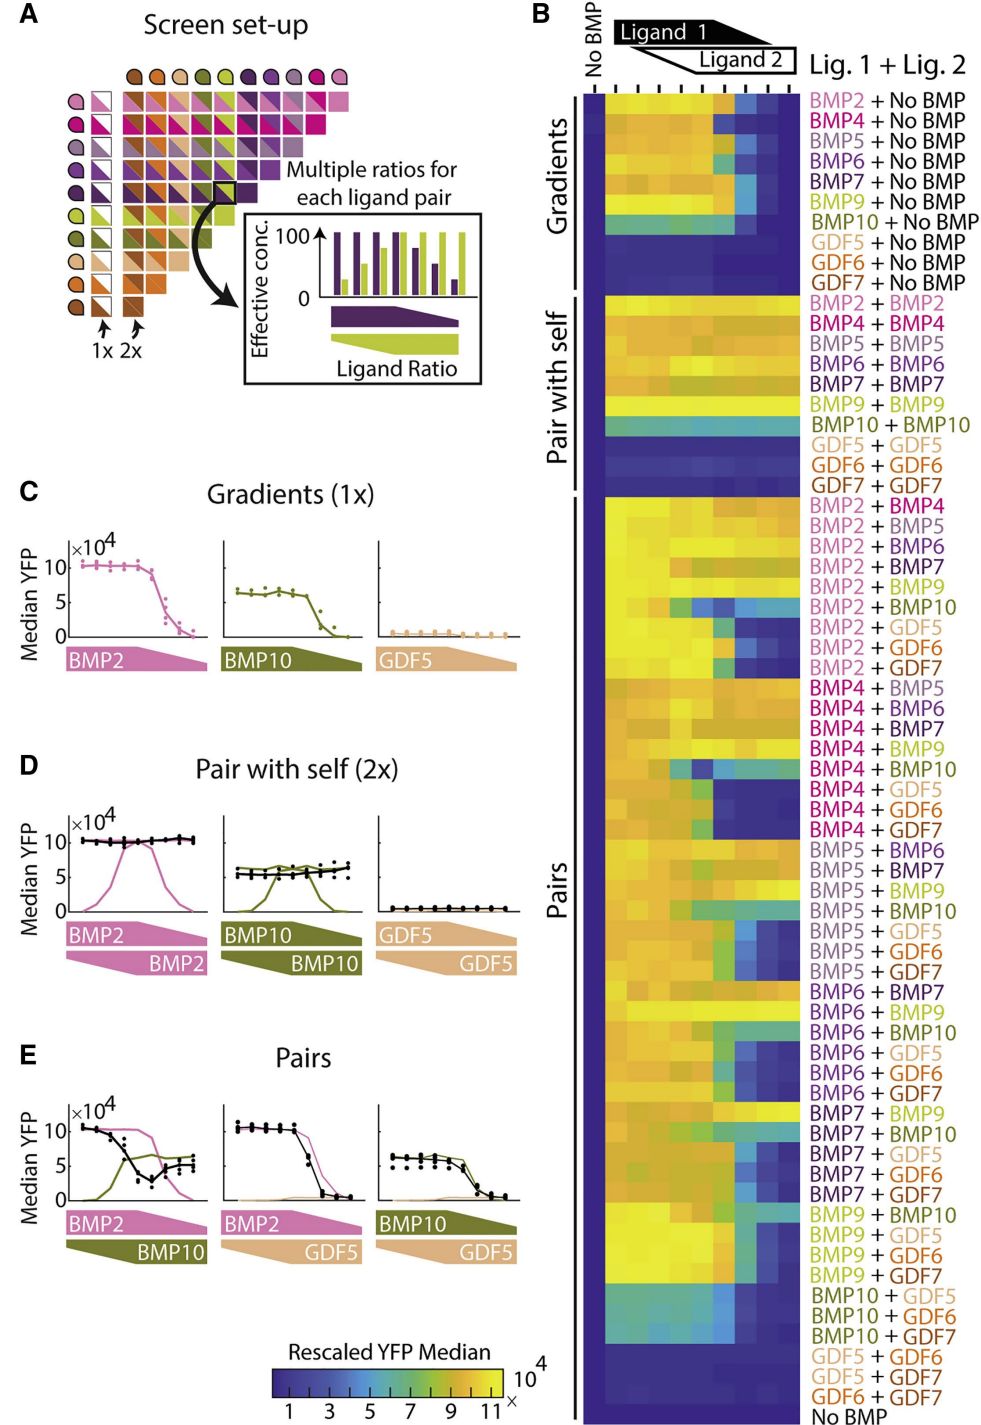 A
Screen set-up
Multiple ratios for
each ligand pair
Effective conc.
100
0
Ligand Ratio
1x 2x
B
No BMP
Ligand 1
Ligand 2
Lig. 1 + Lig. 2
Gradients
BMP2 + No BMP
BMP4 + No BMP
BMP5 + No BMP
BMP6 + No BMP
BMP7 + No BMP
BMP9 + No BMP
BMP10 + No BMP
GDF5 + No BMP
GDF6 + No BMP
GDF7 + No BMP
Pair with self
BMP2 + BMP2
BMP4 + BMP4
BMP5 + BMP5
BMP6 + BMP6
BMP7 + BMP7
BMP9 + BMP9
BMP10 + BMP10
GDF5 + GDF5
GDF6 + GDF6
GDF7 + GDF7
Pairs
BMP2 + BMP4
BMP2 + BMP5
BMP2 + BMP6
BMP2 + BMP7
BMP2 + BMP9
BMP2 + BMP10
BMP2 + GDF5
BMP2 + GDF6
BMP2 + GDF7
BMP4 + BMP5
BMP4 + BMP6
BMP4 + BMP7
BMP4 + BMP9
BMP4 + BMP10
BMP4 + GDF5
BMP4 + GDF6
BMP4 + GDF7
BMP5 + BMP6
BMP5 + BMP7
BMP5 + BMP9
BMP5 + BMP10
BMP5 + GDF5
BMP5 + GDF6
BMP5 + GDF7
BMP6 + BMP7
BMP6 + BMP9
BMP6 + BMP10
BMP6 + GDF5
BMP6 + GDF6
BMP6 + GDF7
BMP7 + BMP9
BMP7 + BMP10
BMP7 + GDF5
BMP7 + GDF6
BMP7 + GDF7
BMP9 + BMP10
BMP9 + GDF5
BMP9 + GDF6
BMP9 + GDF7
BMP10 + GDF5
BMP10 + GDF6
BMP10 + GDF7
GDF5 + GDF6
GDF5 + GDF7
GDF6 + GDF7
No BMP
C
Gradients (1x)
×10⁴
Median YFP
10
5
0
BMP2
BMP10
GDF5
D
Pair with self (2x)
×10⁴
Median YFP
10
5
0
BMP2
BMP2
BMP10
BMP10
GDF5
GDF5
E
Pairs
×10⁴
Median YFP
10
5
0
BMP2
BMP10
BMP2
GDF5
BMP10
GDF5
Rescaled YFP Median
10⁴
×
1 3 5 7 9 11